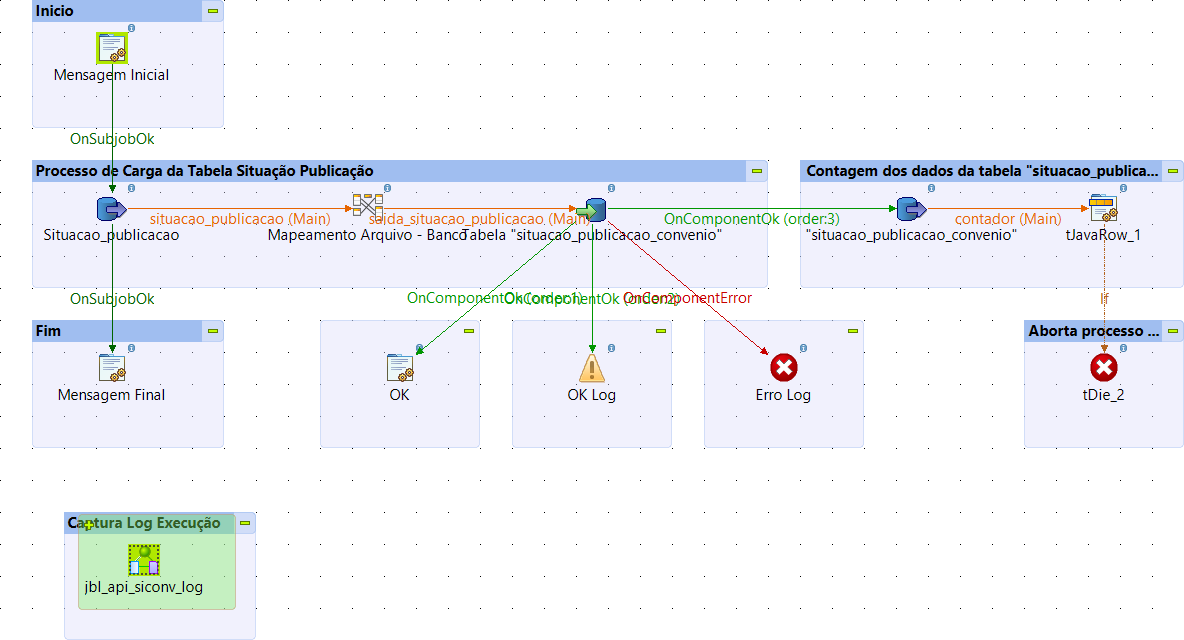 Inicio
Mensagem Inicial
OnSubjobOk
Processo de Carga da Tabela Situação Publicação
Contagem dos dados da tabela "situacao_publica...
situacao_publicacao (Main)
saida_situacao_publicacao (Main)
OnComponentOk (order:3)
contador (Main)
Situacao_publicacao
Mapeamento Arquivo - Banco
Tabela "situacao_publicacao_convenio"
"situacao_publicacao_convenio"
tJavaRow_1
OnSubjobOk
OnComponentOk (order:1)
OnComponentOk (order:2)
OnComponentError
If
Fim
Aborta processo ...
Mensagem Final
OK
OK Log
Erro Log
tDie_2
Captura Log Execução
jbl_api_siconv_log